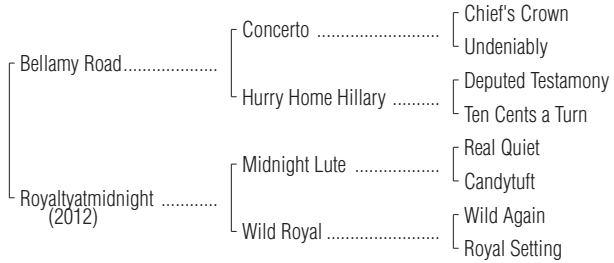 Chief's Crown
Concerto ....................
Undeniably
Bellamy Road.................
Deputed Testamony
Hurry Home Hillary ........
Ten Cents a Turn
Real Quiet
Midnight Lute ...............
Candytuft
Royaltyatmidnight ..........
(2012)
Wild Again
Wild Royal ....................
Royal Setting